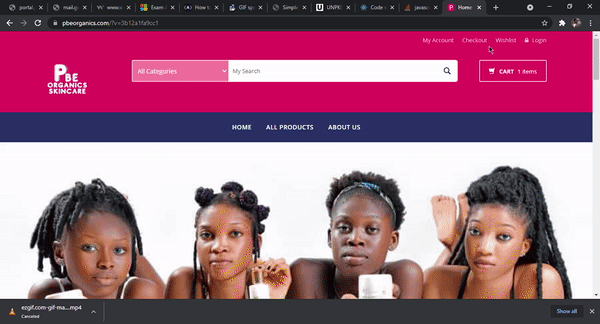 portal.
mail.g
www.v
Exam
How to
GIF sp
Simple
UNPK
Code s
javasc
Home
pbeorganics.com/?v=3b12a1fa9cc1
My Account Checkout Wishlist Login
PBE
ORGANICS
SKINCARE
All Categories My Search CART 1 items
HOME ALL PRODUCTS ABOUT US
ezgif.com-gif-ma....mp4 Show all
Canceled